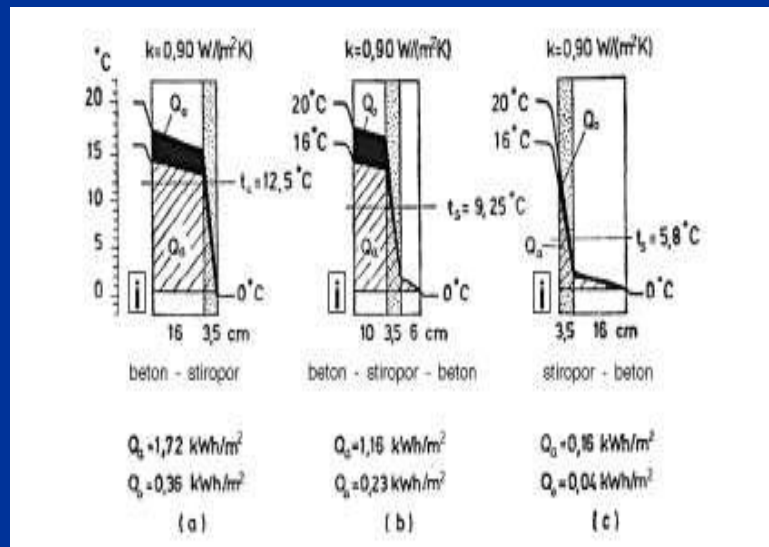 °C
k=0,90 W/(m²K)
k=0,90 W/(m²K)
k=0,90 W/(m²K)
20
15
10
5
0
Qo
Qa
t =12,5°C
0°C
i
16 3,5 cm
20°C
16°C
Qo
ts= 9,25°C
0°C
i
10 3,5 6 cm
20°C
16°C
Qo
Qa
ts=5,8°C
0°C
i
3,5 16 cm
beton - stiropor
beton - stiropor - beton
stiropor - beton
Qa=1,72 kWh/m²
Qo=0,36 kWh/m²
(a)
Qa=1,16 kWh/m²
Qo=0,23 kWh/m²
(b)
Qa=0,16 kWh/m²
Qo=0,04 kWh/m²
(c)